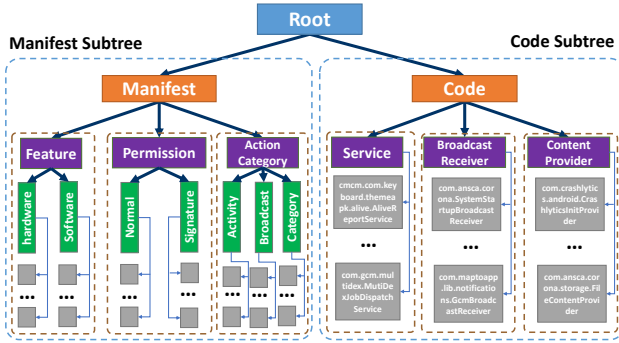 Root
Manifest Subtree
Code Subtree
Manifest
Code
Feature
Permission
Action
Category
Service
Broadcast
Receiver
Content
Provider
hardware
Software
Normal
Signature
Activity
Broadcast
Category
cmcm.com.key
board.themea
pk.alive.AliveR
eportService
com.ansca.cor
ona.SystemSta
rtupBroadcast
Receiver
com.crashlytic
s.android.Cras
hlyticsInitProv
ider
...
...
...
com.gcm.mul
tidex.MutiDe
xJobDispatch
Service
com.maptoapp
.lib.notificatio
ns.GcmBroadc
astReceiver
com.ansca.co
rona.storage.Fil
eContentProvi
der
...
...
...
...
...
...
...